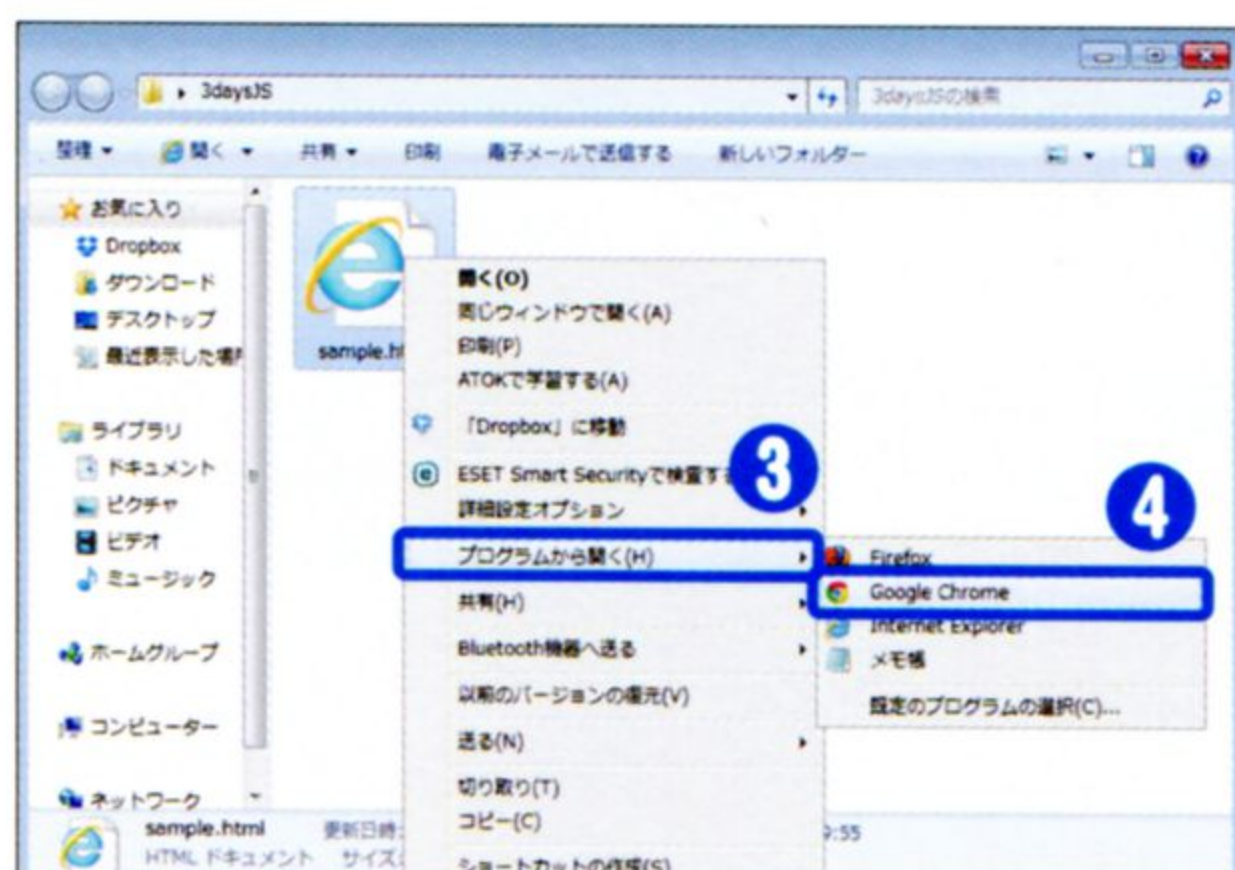 3daysJS
3daysJSの検索
整理 開く 共有 印刷 電子メールで送信する 新しいフォルダー
お気に入り
Dropbox
ダウンロード
デスクトップ
最近表示した場所
ライブラリ
ドキュメント
ピクチャ
ビデオ
ミュージック
ホームグループ
コンピューター
ネットワーク
sample.ht
開く(O)
同じウィンドウで開く(A)
印刷(P)
ATOKで学習する(A)
「Dropbox」に移動
ESET Smart Securityで検査す
詳細設定オプション
3
プログラムから開く(H)
共有(H)
Bluetooth機器へ送る
以前のバージョンの復元(V)
送る(N)
切り取り(T)
コピー(C)
ショートカットの作成(S)
4
Firefox
Google Chrome
Internet Explorer
メモ帳
既定のプログラムの選択(C)...
sample.html 更新日時: 9:55
HTML ドキュメント サイズ: